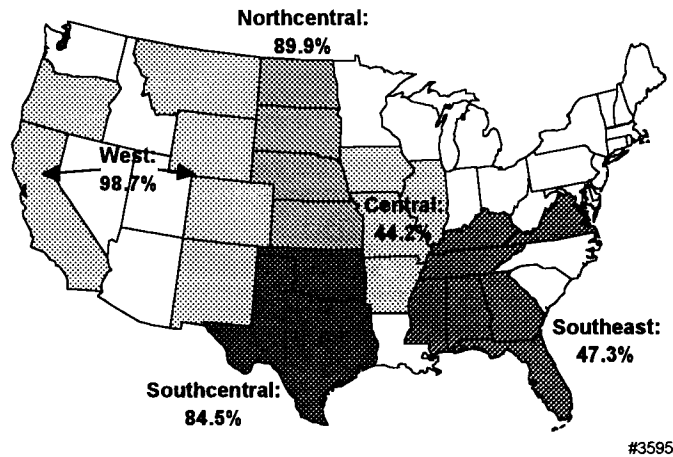 Northcentral:
89.9%
West:
98.7%
Central:
44.2%
Southeast:
47.3%
Southcentral:
84.5%
#3595